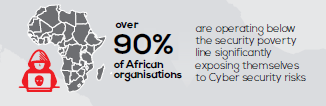 over
90%
of African
organisations
are operating below
the security poverty
line significantly
exposing themselves
to Cyber security risks